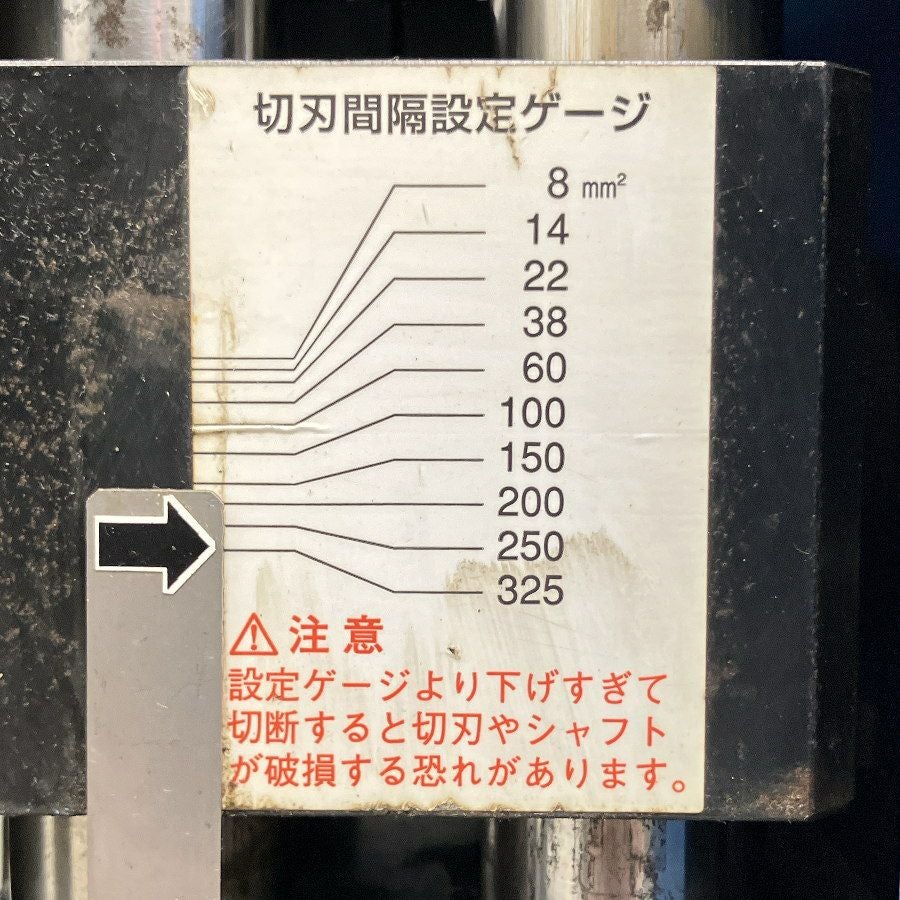 切刃間隔設定ゲージ
8 mm²
14
22
38
60
100
150
200
250
325
⚠注意
設定ゲージより下げすぎて
切断すると切刃やシャフト
が破損する恐れがあります。